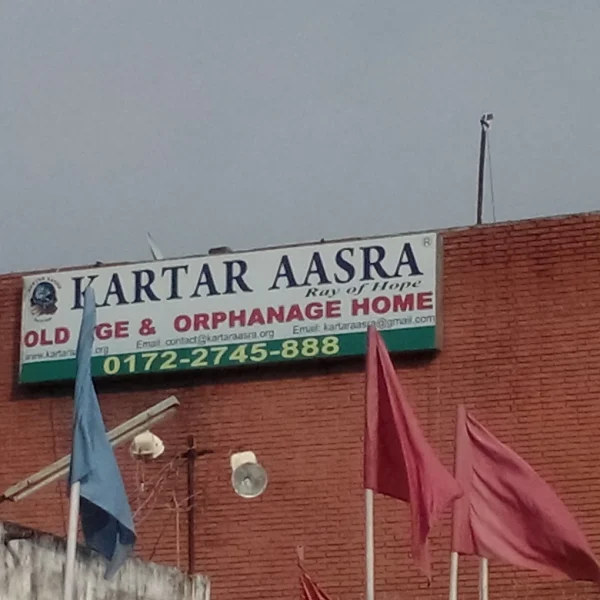 KARTAR AASRA ®
Ray of Hope
OLD AGE & ORPHANAGE HOME
Email: contact@kartaraasra.org Email: kartaraasra@gmail.com
0172-2745-888